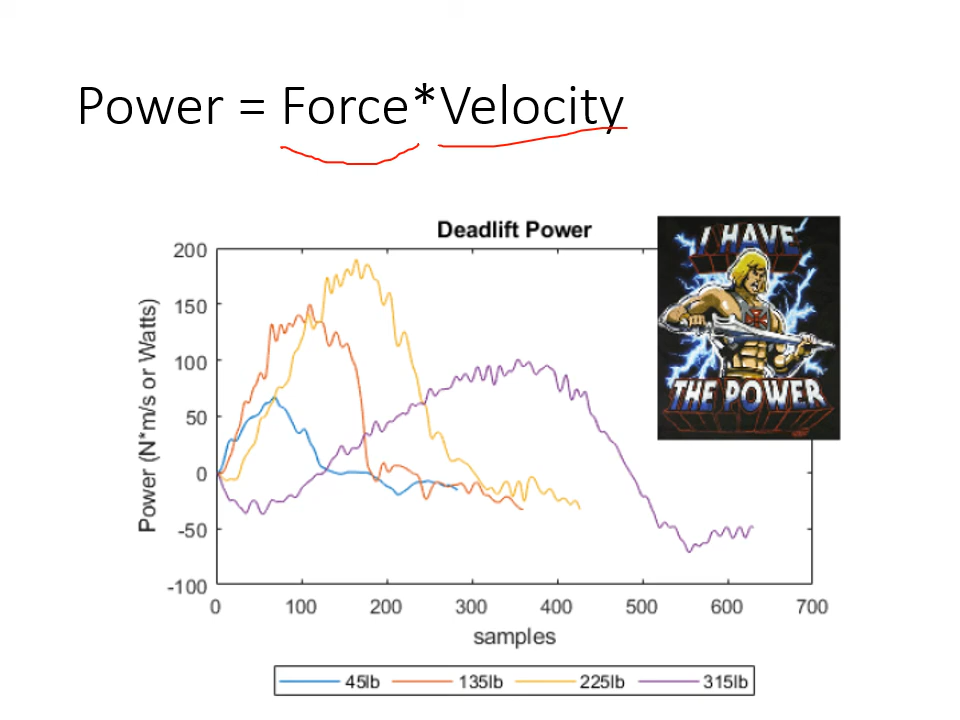 Power = Force*Velocity
Deadlift Power
I HAVE
THE POWER
Power (N*m/s or Watts)
200
150
100
50
0
-50
-100
0 100 200 300 400 500 600 700
samples
45lb 135lb 225lb 315lb